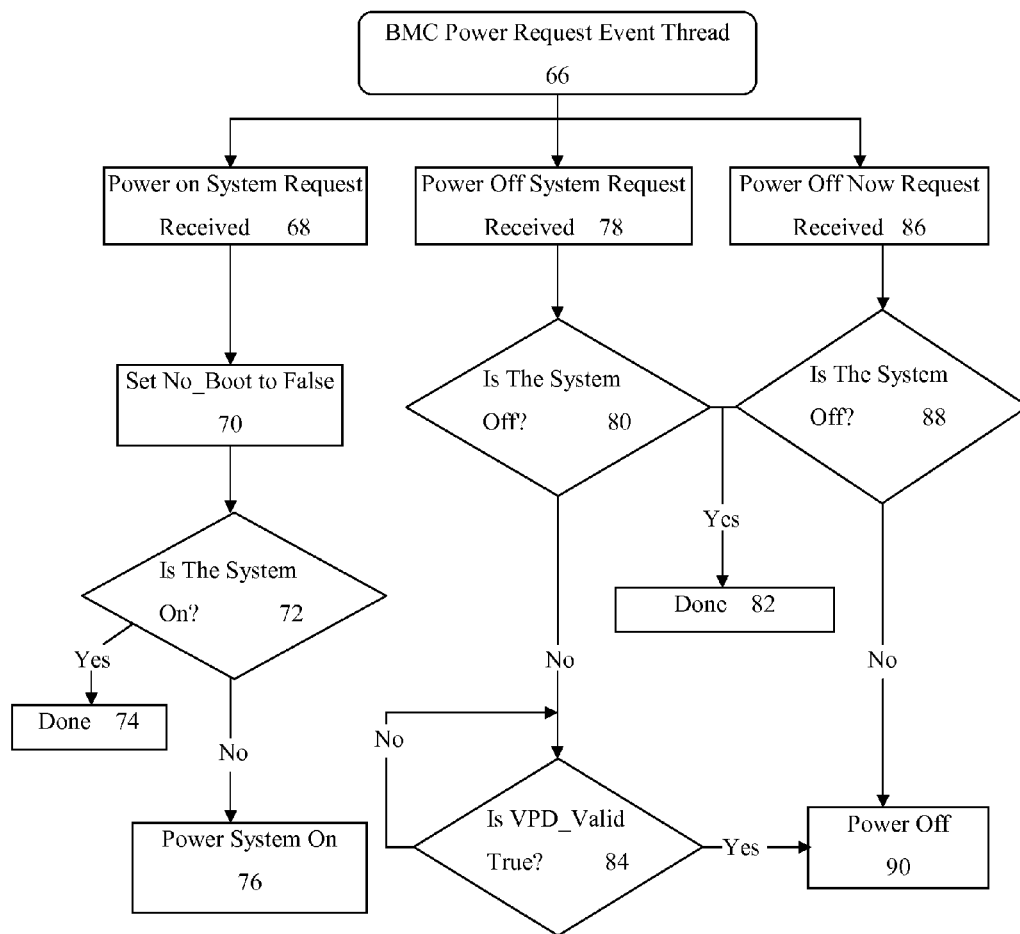 BMC Power Request Event Thread
66
Power on System Request
Received 68
Power Off System Request
Received 78
Power Off Now Request
Received 86
Set No_Boot to False
70
Is The System
Off? 80
Is The System
Off? 88
Is The System
On? 72
Yes
Done 82
Yes
Done 74
No
No
No
No
Is VPD_Valid
True? 84
Yes
Power System On
76
Power Off
90